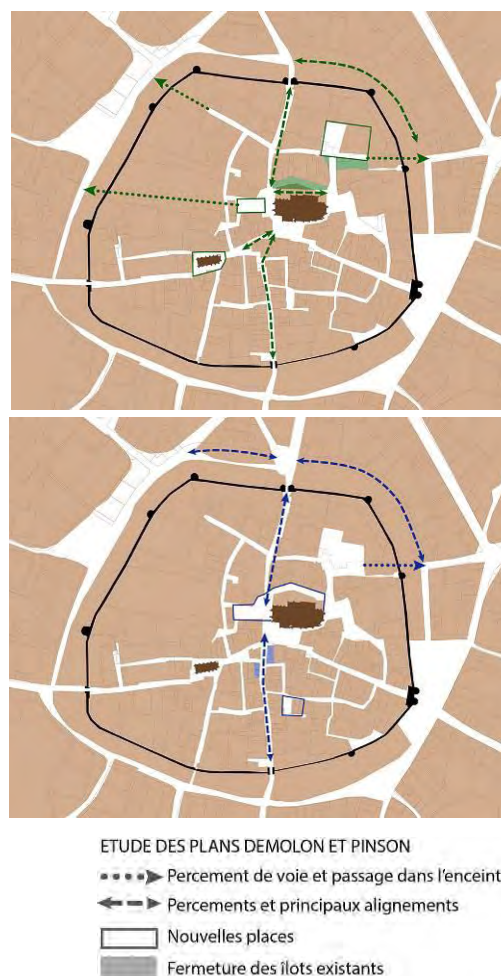 ETUDE DES PLANS DEMOLON ET PINSON
Percement de voie et passage dans l'enceint
Percements et principaux alignements
Nouvelles places
Fermeture des îlots existants